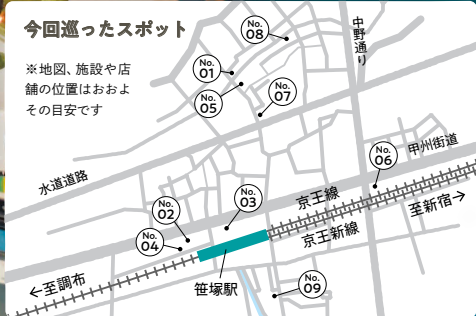 今回巡ったスポット
※地図、施設や店
舗の位置はおおよ
その目安です
No.
08
中野通り
No.
01
No.
05
No.
07
水道道路
甲州街道
No.
06
No.
03
京王線
No.
02
至新宿→
No.
04
京王新線
←至調布
笹塚駅
No.
09